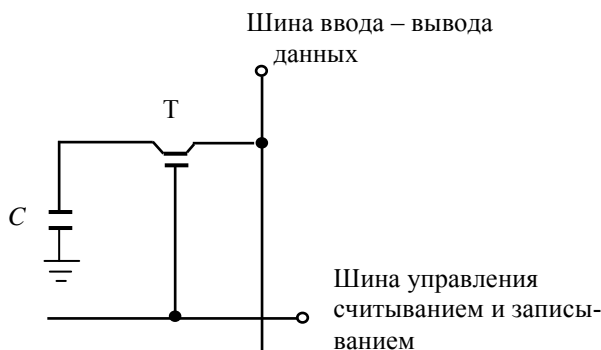 Шина ввода – вывода
данных
T
C
Шина управления
считыванием и записы-
ванием